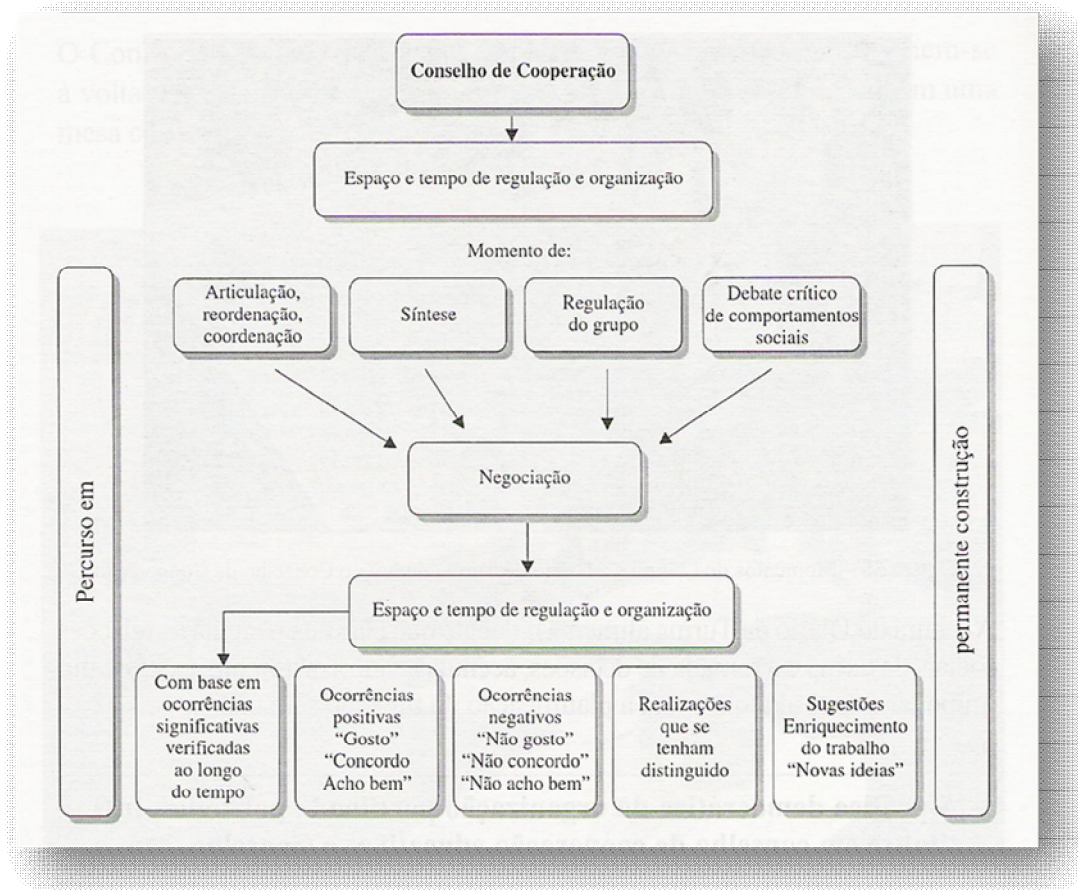 Conselho de Cooperação
Espaço e tempo de regulação e organização
Momento de:
Articulação,
reordenação,
coordenação
Síntese
Regulação
do grupo
Debate crítico
de comportamentos
sociais
Negociação
Percurso em
permanente construção
Espaço e tempo de regulação e organização
Com base em
ocorrências
significativas
verificadas
ao longo
do tempo
Ocorrências
positivas
“Gosto”
“Concordo
Acho bem”
Ocorrências
negativos
“Não gosto”
“Não concordo”
“Não acho bem”
Realizações
que se
tenham
distinguido
Sugestões
Enriquecimento
do trabalho
“Novas ideias”